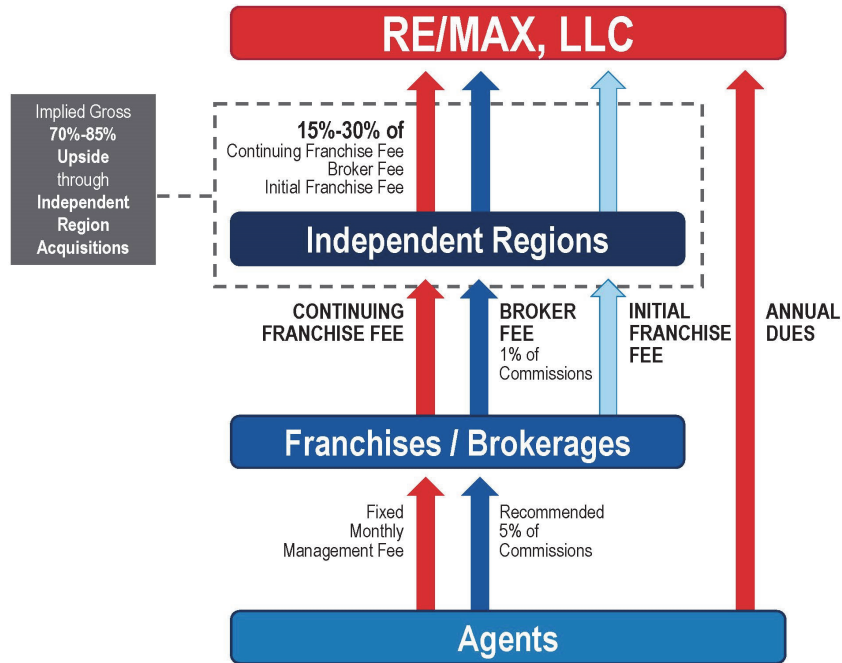 RE/MAX, LLC
Implied Gross
70%-85%
Upside
through
Independent
Region
Acquisitions
15%-30% of
Continuing Franchise Fee
Broker Fee
Initial Franchise Fee
Independent Regions
CONTINUING
FRANCHISE FEE
BROKER
FEE
1% of
Commissions
INITIAL
FRANCHISE
FEE
ANNUAL
DUES
Franchises / Brokerages
Fixed
Monthly
Management Fee
Recommended
5% of
Commissions
Agents